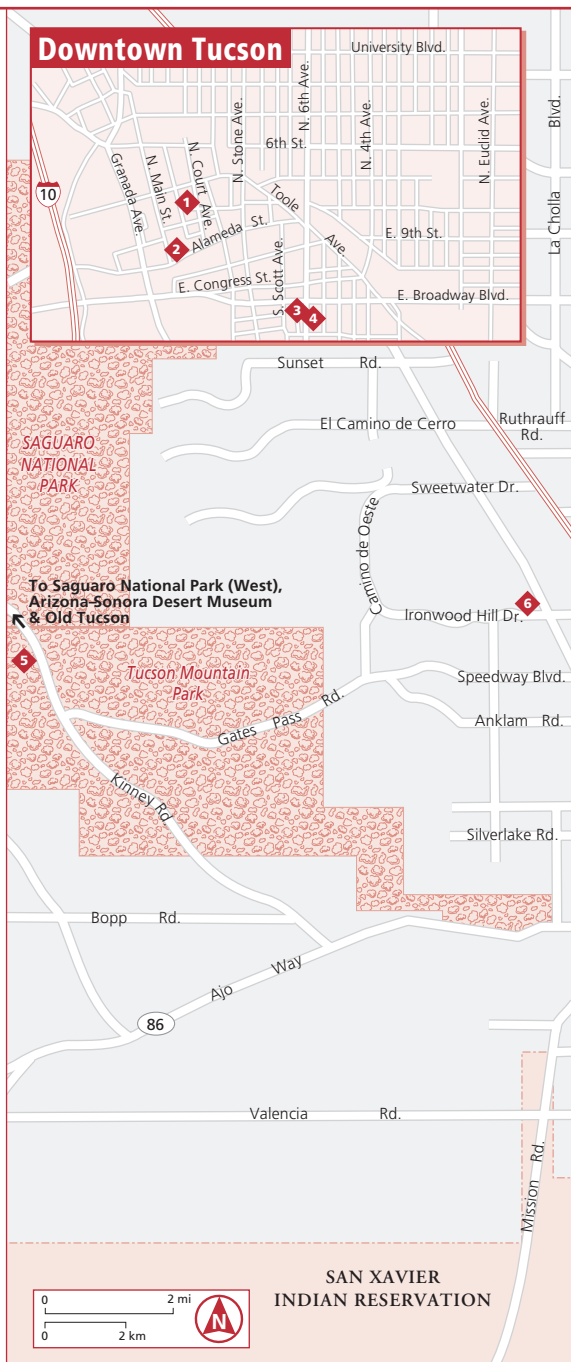 Downtown Tucson
University Blvd.
N. Stone Ave.
N. 6th Ave.
N. 4th Ave.
N. Euclid Ave.
6th St.
Granada Ave.
N. Main St.
N. Court Ave.
10
1
2
Alameda St.
Toole Ave.
E. 9th St.
E. Congress St.
S. Scott Ave.
E. Broadway Blvd.
3
4
La Cholla Blvd.
Sunset Rd.
El Camino de Cerro
Ruthrauff
Rd.
SAGUARO
NATIONAL
PARK
Sweetwater Dr.
Camino de Oeste
To Saguaro National Park (West),
Arizona-Sonora Desert Museum
& Old Tucson
6
Ironwood Hill Dr.
5
Tucson Mountain
Park
Speedway Blvd.
Gates Pass Rd.
Anklam Rd.
Kinney Rd.
Silverlake Rd.
Bopp Rd.
Ajo Way
86
Valencia Rd.
Mission Rd.
SAN XAVIER
INDIAN RESERVATION
0 2 mi
0 2 km
N